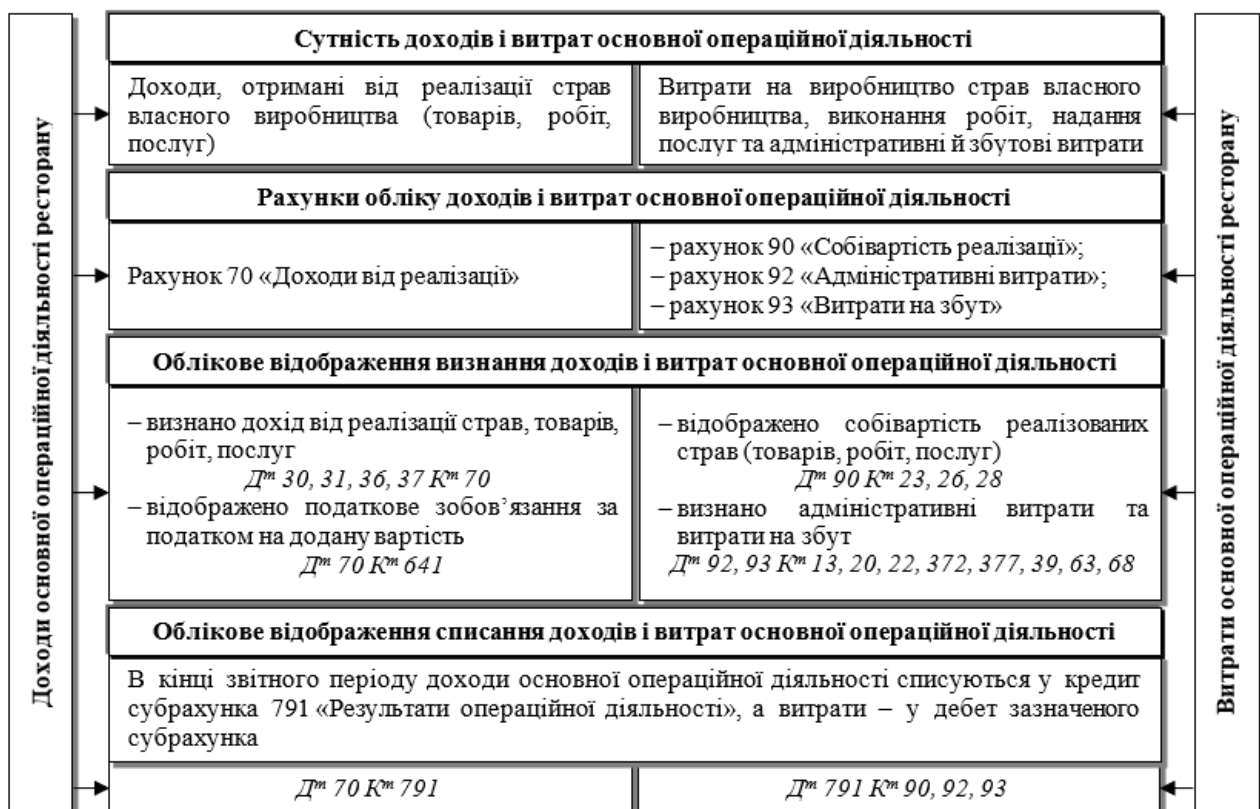 Доходи основної операційної діяльності ресторану
Сутність доходів і витрат основної операційної діяльності
Доходи, отримані від реалізації страв
власного виробництва (товарів, робіт,
послуг)
Витрати на виробництво страв власного
виробництва, виконання робіт, надання
послуг та адміністративні й збутові витрати
Рахунки обліку доходів і витрат основної операційної діяльності
Рахунок 70 «Доходи від реалізації»
– рахунок 90 «Собівартість реалізації»;
– рахунок 92 «Адміністративні витрати»;
– рахунок 93 «Витрати на збут»
Облікове відображення визнання доходів і витрат основної операційної діяльності
– визнано дохід від реалізації страв, товарів,
робіт, послуг
Дт 30, 31, 36, 37 Кт 70
– відображено податкове зобов’язання за
податком на додану вартість
Дт 70 Кт 641
– відображено собівартість реалізованих
страв (товарів, робіт, послуг)
Дт 90 Кт 23, 26, 28
– визнано адміністративні витрати та
витрати на збут
Дт 92, 93 Кт 13, 20, 22, 372, 377, 39, 63, 68
Облікове відображення списання доходів і витрат основної операційної діяльності
В кінці звітного періоду доходи основної операційної діяльності списуються у кредит
субрахунка 791 «Результати операційної діяльності», а витрати – у дебет зазначеного
субрахунка
Дт 70 Кт 791
Дт 791 Кт 90, 92, 93
Витрати основної операційної діяльності ресторану